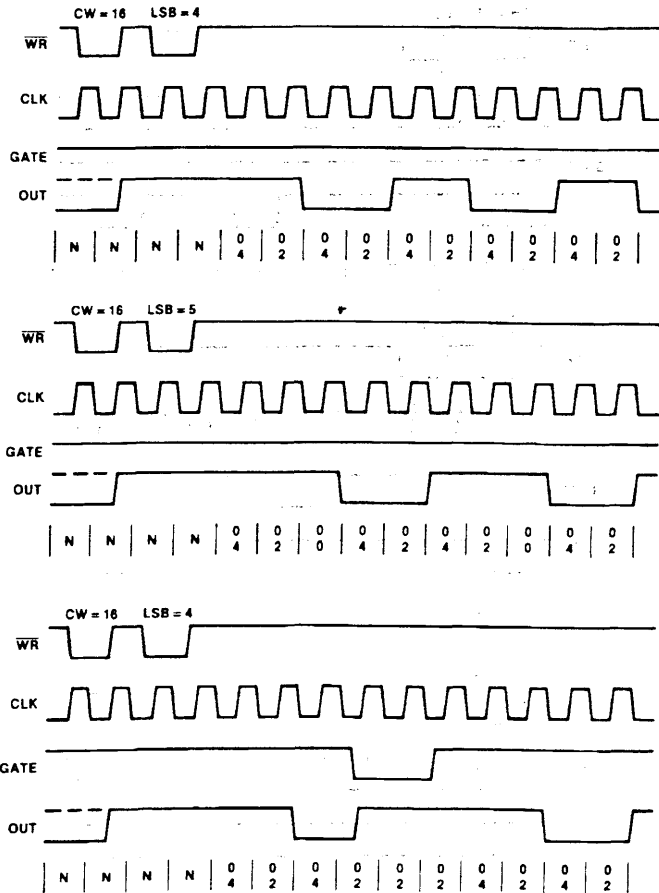 CW = 16 LSB = 4
WR
CLK
GATE
OUT
N N N N 0 0 0 0 0 0 0 0 0 0
4 2 4 2 4 2 4 2 4 2
CW = 16 LSB = 5
WR
CLK
GATE
OUT
N N N N 0 0 0 0 0 0 0 0 0 0
4 2 0 4 2 4 2 0 4 2
CW = 16 LSB = 4
WR
CLK
GATE
OUT
N N N N 0 0 0 0 0 0 0 0 0 0
4 2 4 2 2 2 4 2 4 2